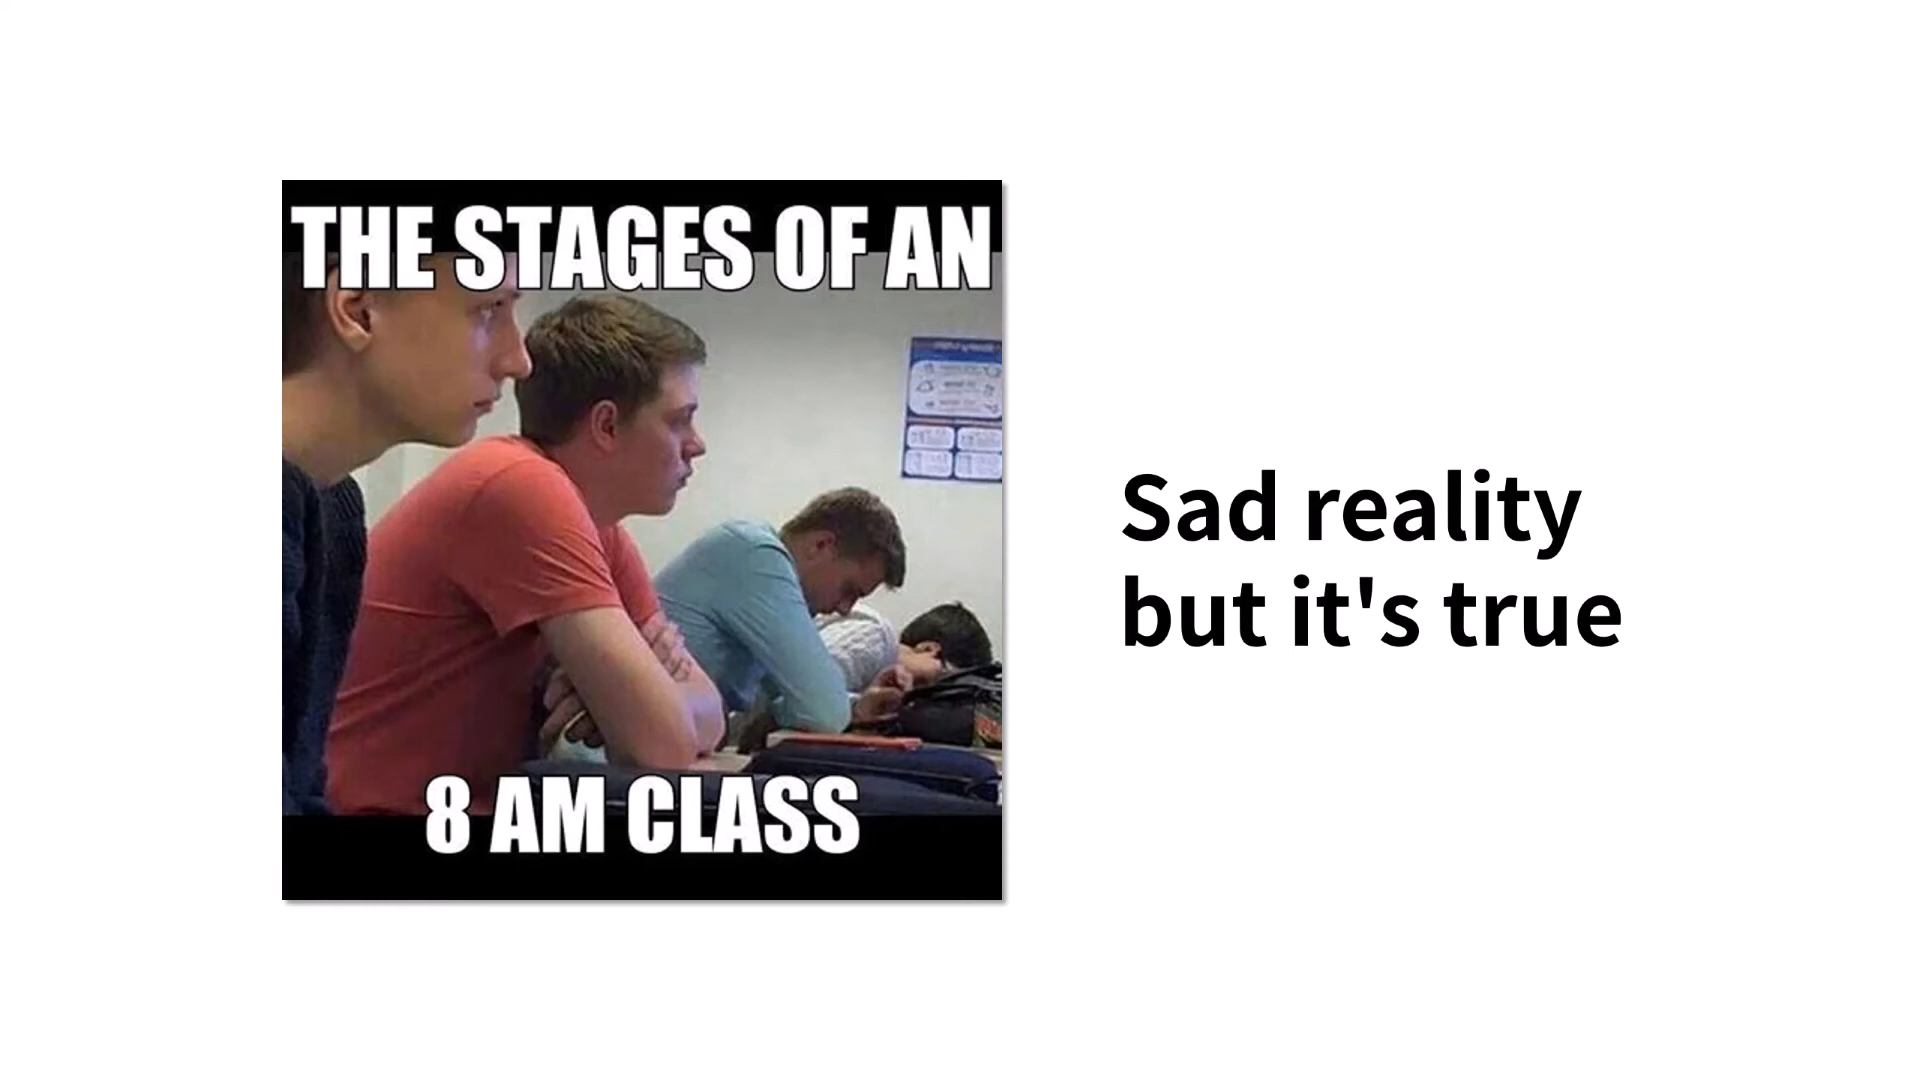 THE STAGES OF AN
8 AM CLASS
Sad reality
but it's true